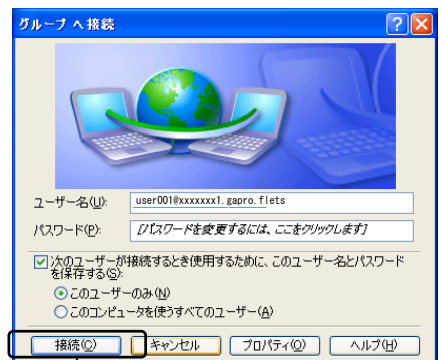 グループ へ接続
ユーザー名(U):
user001@xxxxxxx1.gapro.flets
パスワード(P):
[パスワードを変更するには、ここをクリックします]
次のユーザーが接続するとき使用するために、このユーザー名とパスワード
を保存する(S):
このユーザーのみ(N)
このコンピュータを使うすべてのユーザー(A)
接続(C) キャンセル プロパティ(O) ヘルプ(H)